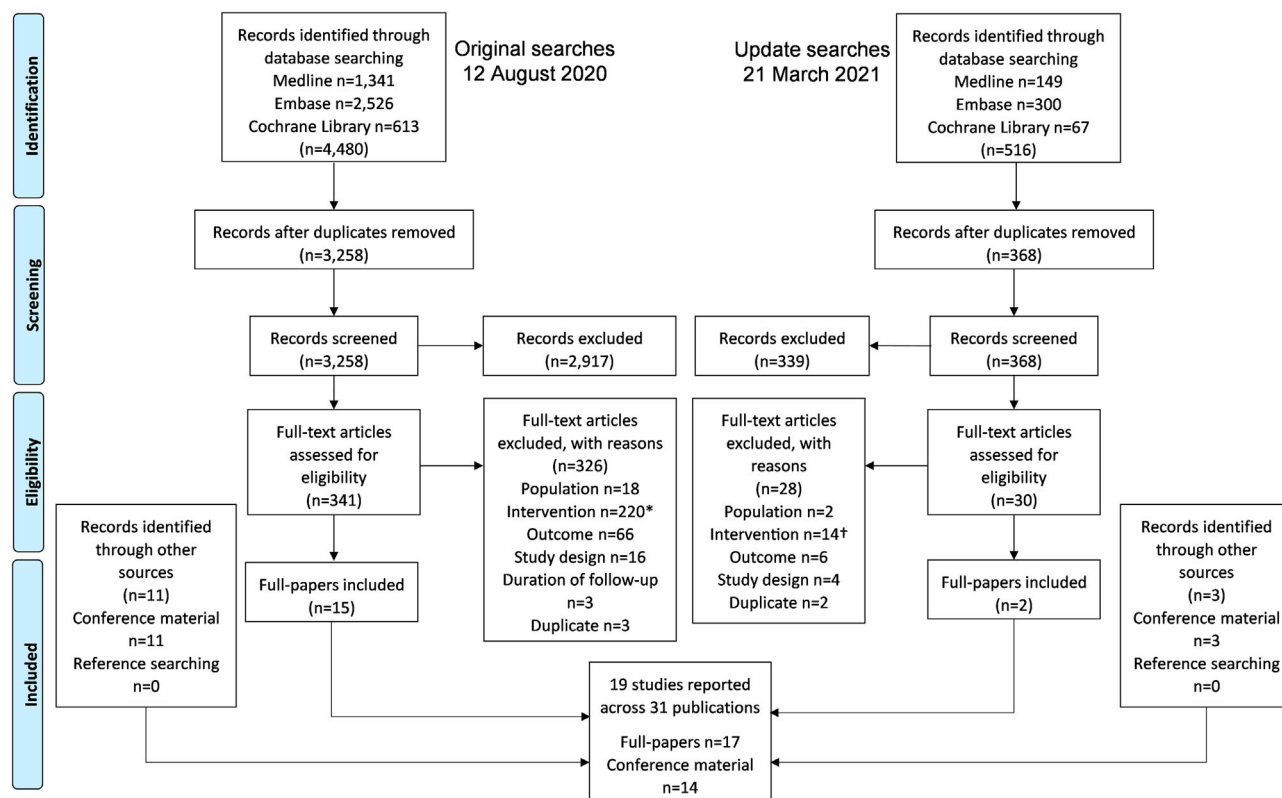 Identification
Records identified through
database searching
Medline n=1,341
Embase n=2,526
Cochrane Library n=613
(n=4,480)
Original searches
12 August 2020
Update searches
21 March 2021
Records identified through
database searching
Medline n=149
Embase n=300
Cochrane Library n=67
(n=516)
Screening
Records after duplicates removed
(n=3,258)
Records after duplicates removed
(n=368)
Records screened
(n=3,258)
Records excluded
(n=2,917)
Records excluded
(n=339)
Records screened
(n=368)
Eligibility
Full-text articles
assessed for
eligibility
(n=341)
Full-text articles
excluded, with reasons
(n=326)
Population n=18
Intervention n=220*
Outcome n=66
Study design n=16
Duration of follow-up
n=3
Duplicate n=3
Full-text articles
excluded, with
reasons
(n=28)
Population n=2
Intervention n=14†
Outcome n=6
Study design n=4
Duplicate n=2
Full-text articles
assessed for
eligibility
(n=30)
Included
Records identified
through other
sources
(n=11)
Conference material
n=11
Reference searching
n=0
Full-papers included
(n=15)
Full-papers included
(n=2)
Records identified
through other
sources
(n=3)
Conference material
n=3
Reference searching
n=0
19 studies reported
across 31 publications
Full-papers n=17
Conference material
n=14